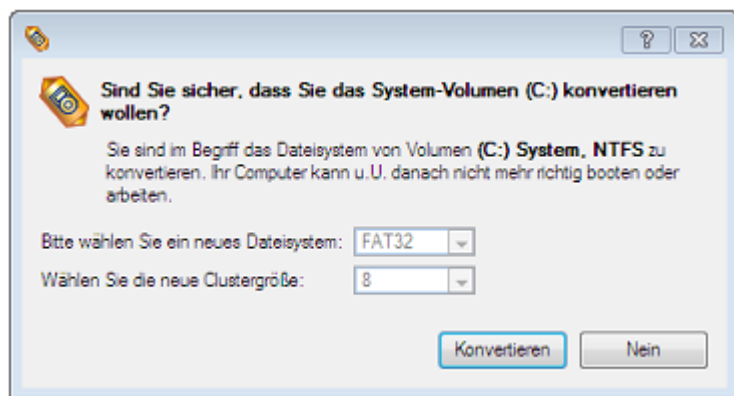 Sind Sie sicher, dass Sie das System-Volumen (C:) konvertieren
wollen?
Sie sind im Begriff das Dateisystem von Volumen (C:) System, NTFS zu
konvertieren. Ihr Computer kann u.U. danach nicht mehr richtig booten oder
arbeiten.
Bitte wählen Sie ein neues Dateisystem: FAT32
Wählen Sie die neue Clustergröße: 8
Konvertieren Nein